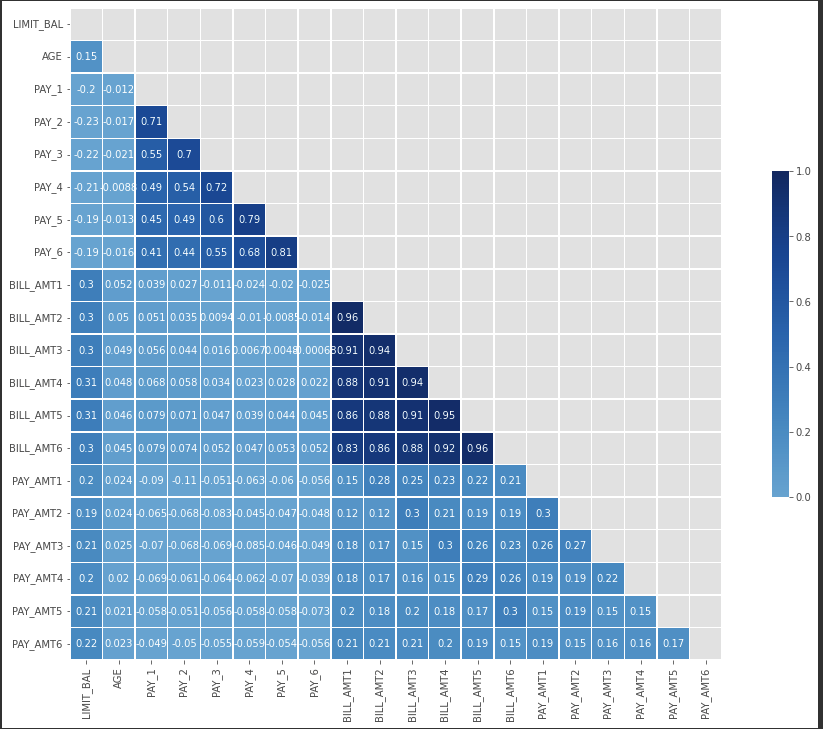 LIMIT_BAL
AGE 0.15
PAY_1 -0.2 -0.012
PAY_2 -0.23 -0.017 0.71
PAY_3 -0.22 -0.021 0.55 0.7
PAY_4 -0.21 -0.0088 0.49 0.54 0.72
PAY_5 -0.19 -0.013 0.45 0.49 0.6 0.79
PAY_6 -0.19 -0.016 0.41 0.44 0.55 0.68 0.81
BILL_AMT1 0.3 0.052 0.039 0.027 -0.011 -0.024 -0.02 -0.025
BILL_AMT2 0.3 0.05 0.051 0.035 0.0094 -0.01 -0.0085 -0.014 0.96
BILL_AMT3 0.3 0.049 0.056 0.044 0.016 0.0067 0.0048 0.91 0.94
BILL_AMT4 0.31 0.048 0.068 0.058 0.034 0.023 0.028 0.022 0.88 0.91 0.94
BILL_AMT5 0.31 0.046 0.079 0.071 0.047 0.039 0.044 0.045 0.86 0.88 0.91 0.95
BILL_AMT6 0.3 0.045 0.079 0.074 0.052 0.047 0.053 0.052 0.83 0.86 0.88 0.92 0.96
PAY_AMT1 0.2 0.024 -0.09 -0.11 -0.051 -0.063 -0.06 -0.056 0.15 0.28 0.25 0.23 0.22 0.21
PAY_AMT2 0.19 0.024 -0.065 -0.068 -0.083 -0.045 -0.047 -0.048 0.12 0.12 0.3 0.21 0.19 0.19 0.3
PAY_AMT3 0.21 0.025 -0.07 -0.068 -0.069 -0.085 -0.046 -0.049 0.18 0.17 0.15 0.3 0.26 0.23 0.26 0.27
PAY_AMT4 0.2 0.02 -0.069 -0.061 -0.064 -0.062 -0.07 -0.039 0.18 0.17 0.16 0.15 0.29 0.26 0.19 0.19 0.22
PAY_AMT5 0.21 0.021 -0.058 -0.051 -0.056 -0.058 -0.058 -0.073 0.2 0.18 0.2 0.18 0.17 0.3 0.15 0.19 0.15 0.15
PAY_AMT6 0.22 0.023 -0.049 -0.05 -0.055 -0.059 -0.054 -0.056 0.21 0.21 0.21 0.2 0.19 0.15 0.19 0.15 0.16 0.16 0.17
LIMIT_BAL AGE PAY_1 PAY_2 PAY_3 PAY_4 PAY_5 PAY_6 BILL_AMT1 BILL_AMT2 BILL_AMT3 BILL_AMT4 BILL_AMT5 BILL_AMT6 PAY_AMT1 PAY_AMT2 PAY_AMT3 PAY_AMT4 PAY_AMT5 PAY_AMT6
1.0
0.8
0.6
0.4
0.2
0.0